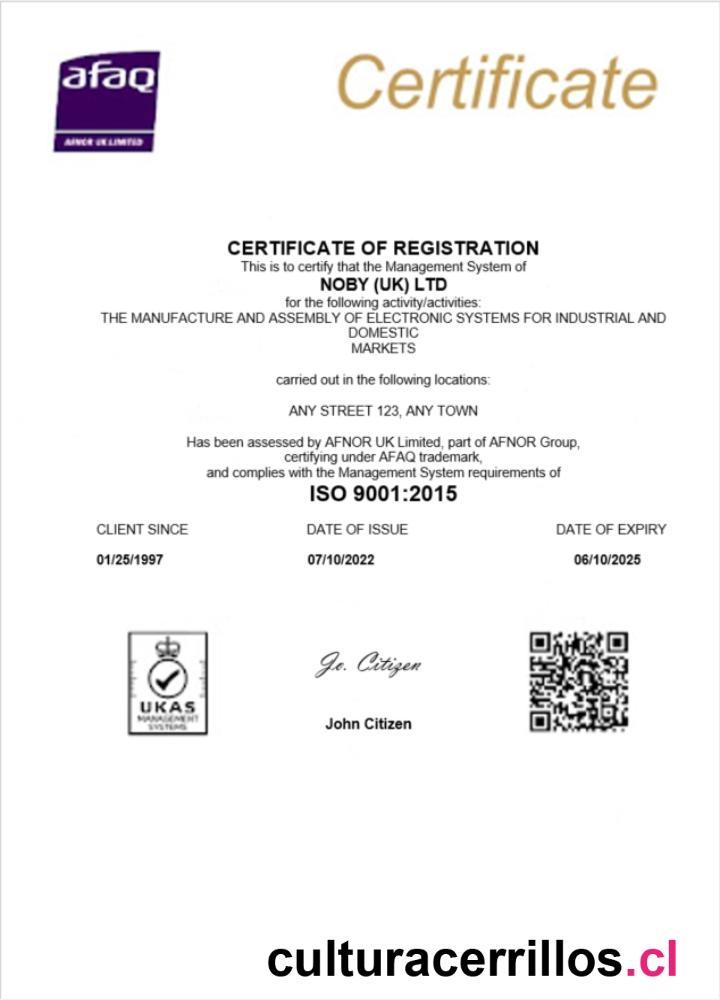 afaq
AFNOR UK LIMITED
Certificate
CERTIFICATE OF REGISTRATION
This is to certify that the Management System of
NOBY (UK) LTD
for the following activity/activities:
THE MANUFACTURE AND ASSEMBLY OF ELECTRONIC SYSTEMS FOR INDUSTRIAL AND
DOMESTIC
MARKETS
carried out in the following locations:
ANY STREET 123, ANY TOWN
Has been assessed by AFNOR UK Limited, part of AFNOR Group,
certifying under AFAQ trademark,
and complies with the Management System requirements of
ISO 9001:2015
CLIENT SINCE DATE OF ISSUE DATE OF EXPIRY
01/25/1997 07/10/2022 06/10/2025
Jo. Citizen
UKAS
MANAGEMENT
SYSTEMS
John Citizen
culturacerrillos.cl